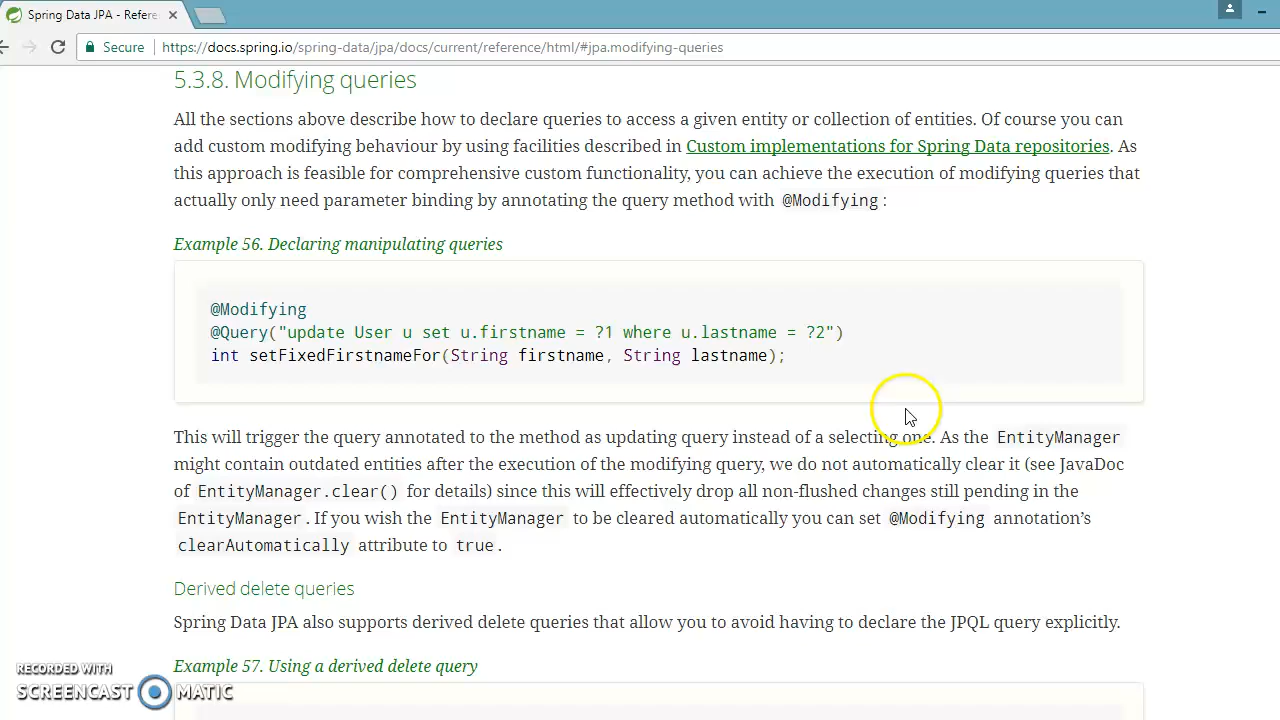 Spring Data JPA - Refere
Secure https://docs.spring.io/spring-data/jpa/docs/current/reference/html/#jpa.modifying-queries
5.3.8. Modifying queries
All the sections above describe how to declare queries to access a given entity or collection of entities. Of course you can
add custom modifying behaviour by using facilities described in Custom implementations for Spring Data repositories. As
this approach is feasible for comprehensive custom functionality, you can achieve the execution of modifying queries that
actually only need parameter binding by annotating the query method with @Modifying:
Example 56. Declaring manipulating queries
@Modifying
@Query("update User u set u.firstname = ?1 where u.lastname = ?2")
int setFixedFirstnameFor(String firstname, String lastname);
This will trigger the query annotated to the method as updating query instead of a selecting one. As the EntityManager
might contain outdated entities after the execution of the modifying query, we do not automatically clear it (see JavaDoc
of EntityManager.clear() for details) since this will effectively drop all non-flushed changes still pending in the
EntityManager. If you wish the EntityManager to be cleared automatically you can set @Modifying annotation’s
clearAutomatically attribute to true.
Derived delete queries
Spring Data JPA also supports derived delete queries that allow you to avoid having to declare the JPQL query explicitly.
Example 57. Using a derived delete query
RECORDED WITH
SCREENCAST MATIC